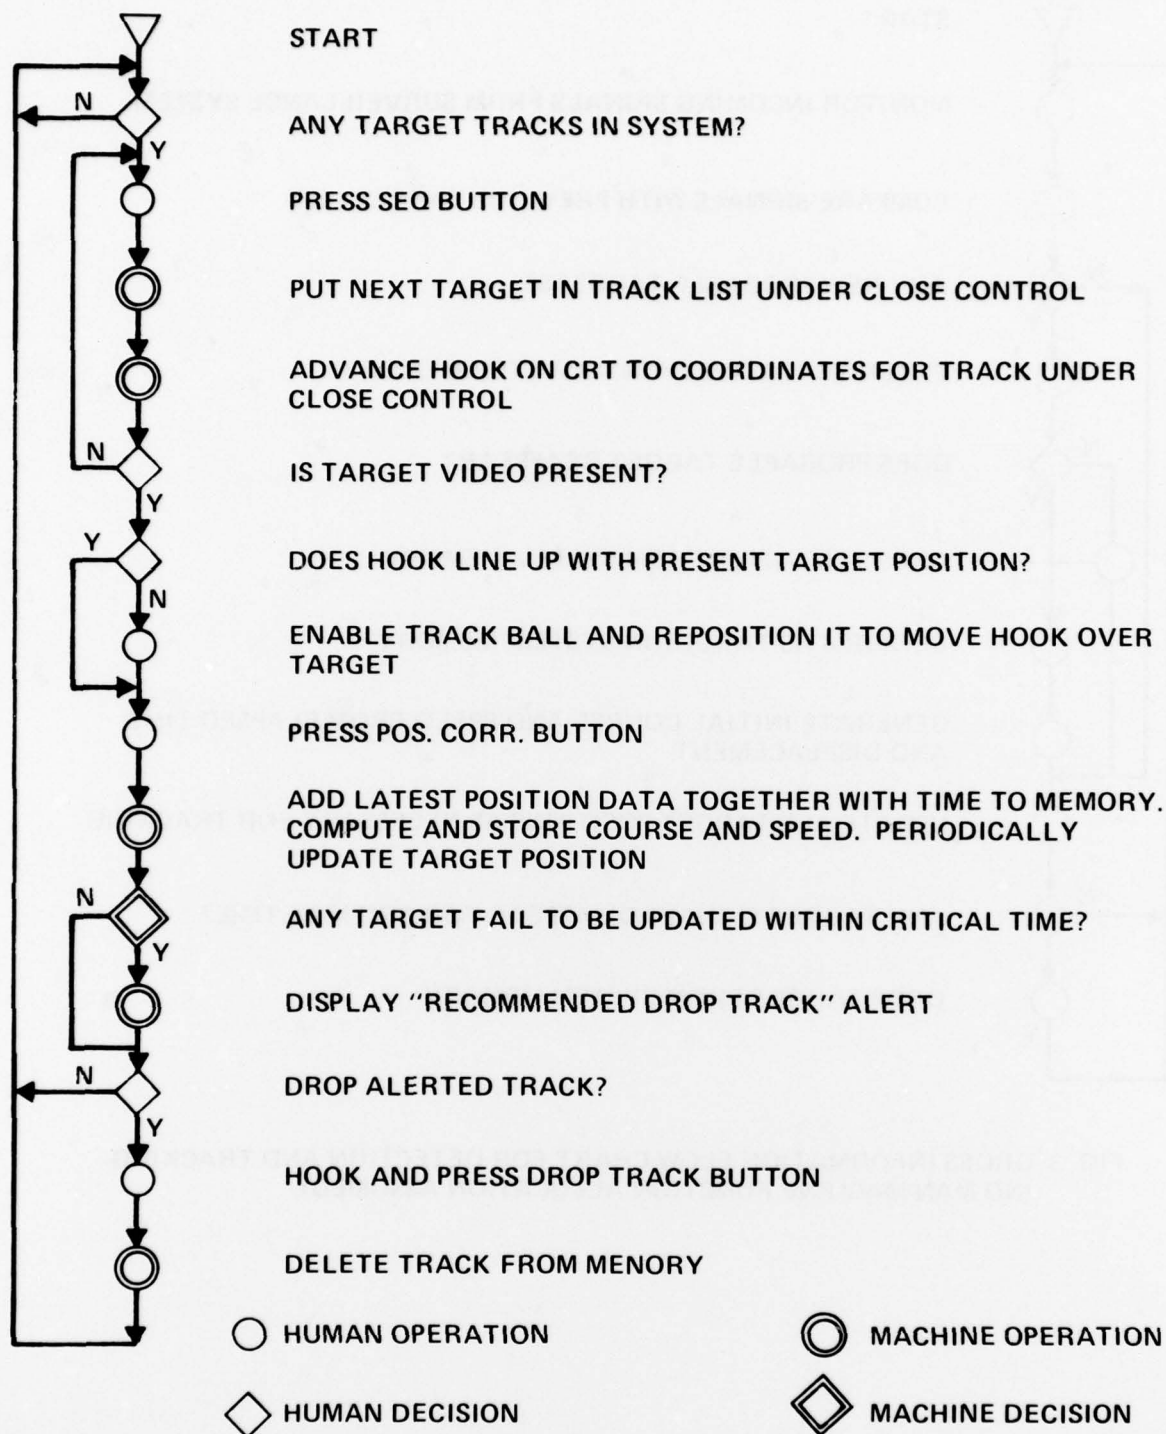 START
N
ANY TARGET TRACKS IN SYSTEM?
Y
PRESS SEQ BUTTON
PUT NEXT TARGET IN TRACK LIST UNDER CLOSE CONTROL
ADVANCE HOOK ON CRT TO COORDINATES FOR TRACK UNDER
CLOSE CONTROL
N
IS TARGET VIDEO PRESENT?
Y
Y
DOES HOOK LINE UP WITH PRESENT TARGET POSITION?
N
ENABLE TRACK BALL AND REPOSITION IT TO MOVE HOOK OVER
TARGET
PRESS POS. CORR. BUTTON
ADD LATEST POSITION DATA TOGETHER WITH TIME TO MEMORY.
COMPUTE AND STORE COURSE AND SPEED. PERIODICALLY
UPDATE TARGET POSITION
N
ANY TARGET FAIL TO BE UPDATED WITHIN CRITICAL TIME?
Y
DISPLAY "RECOMMENDED DROP TRACK" ALERT
N
DROP ALERTED TRACK?
Y
HOOK AND PRESS DROP TRACK BUTTON
DELETE TRACK FROM MENORY
HUMAN OPERATION
MACHINE OPERATION
HUMAN DECISION
MACHINE DECISION